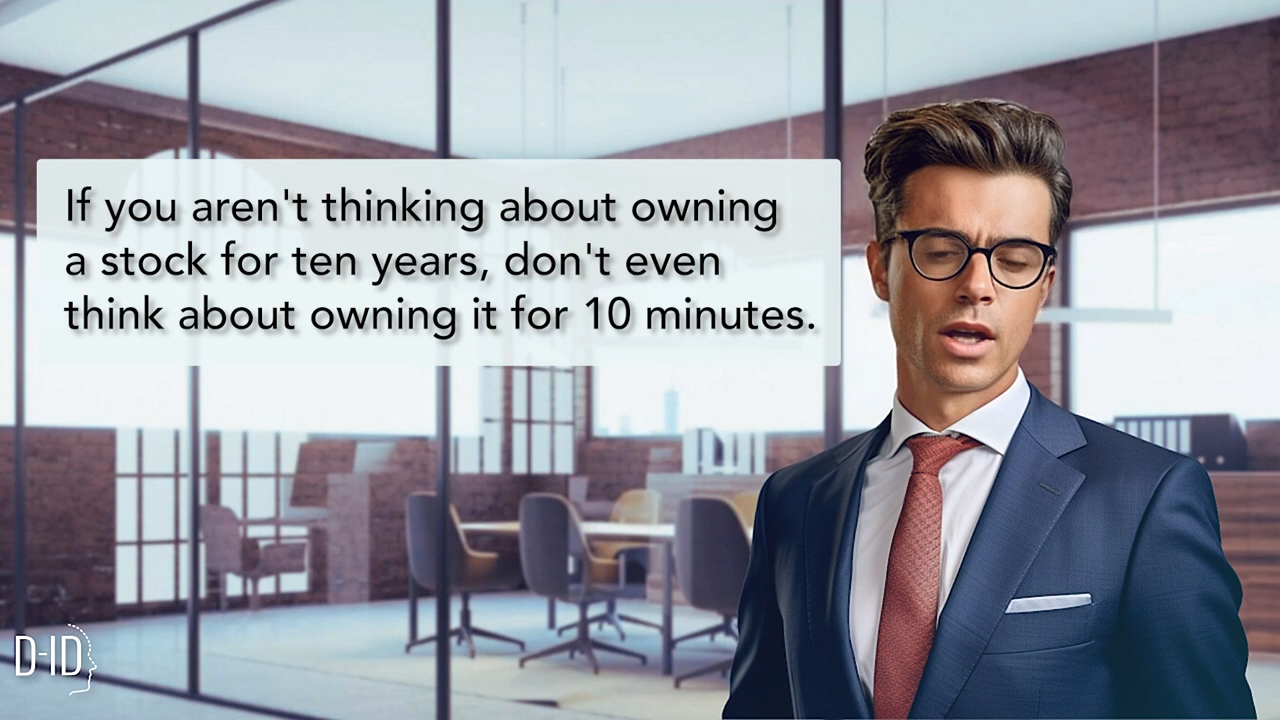 If you aren't thinking about owning
a stock for ten years, don't even
think about owning it for 10 minutes.
D-ID